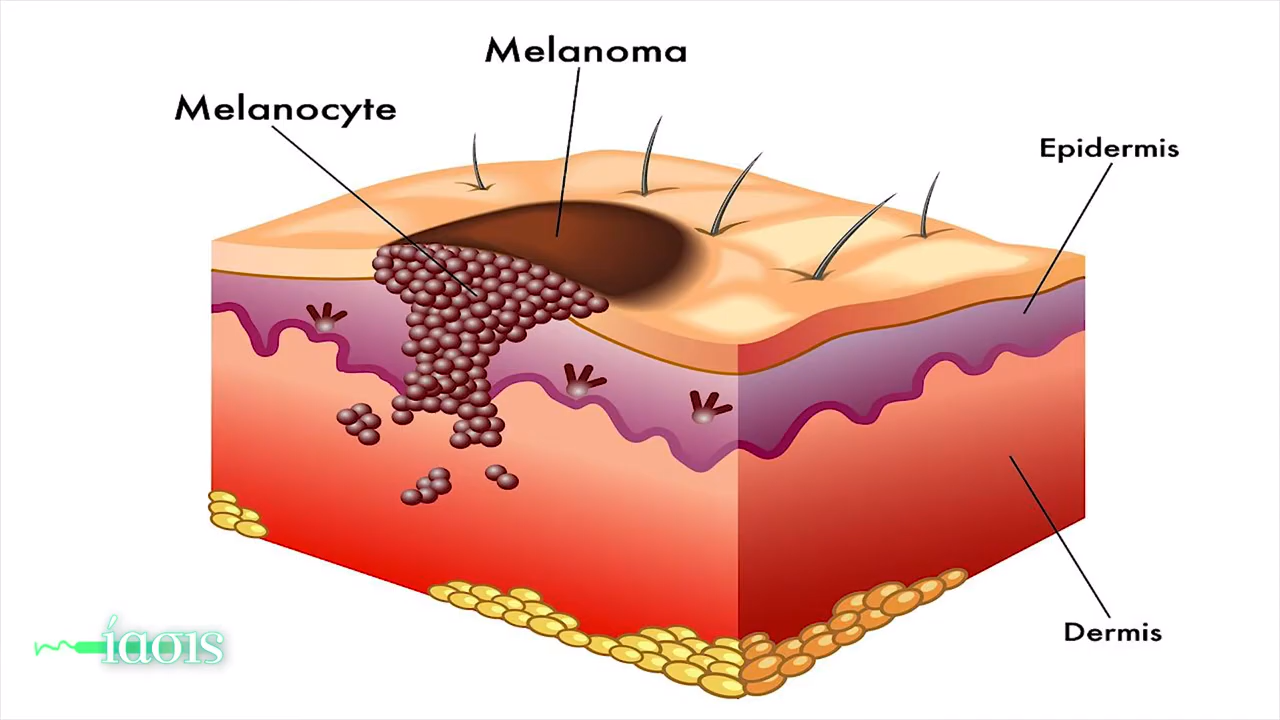 Melanoma
Melanocyte
Epidermis
Dermis
ίασις